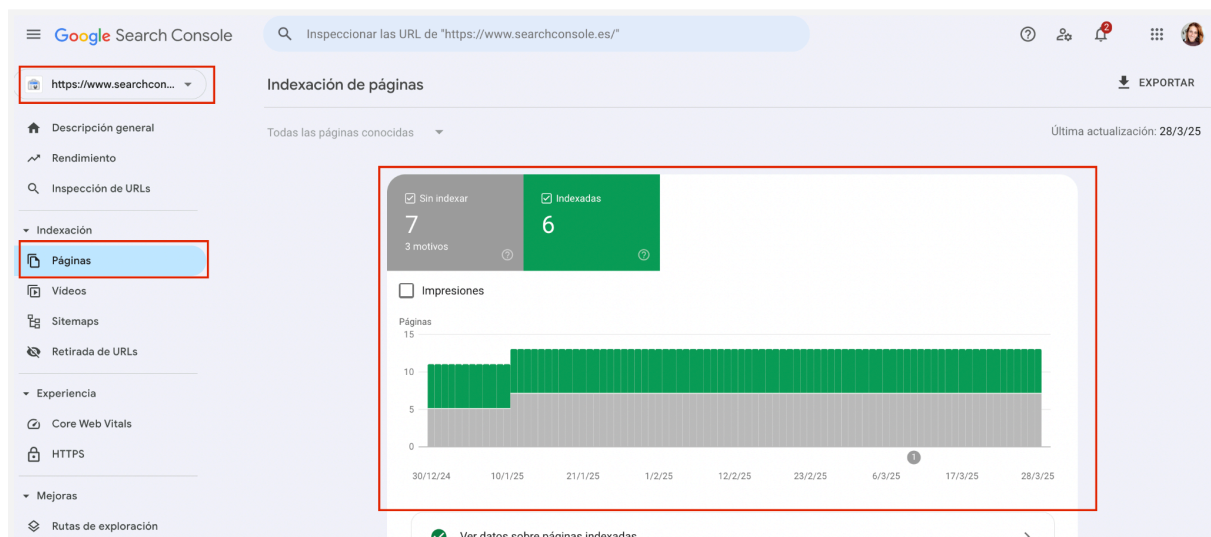 Google Search Console
Inspeccionar las URL de "https://www.searchconsole.es/"
2
https://www.searchcon...
Indexación de páginas
EXPORTAR
Descripción general
Rendimiento
Inspección de URLs
Indexación
Páginas
Vídeos
Sitemaps
Retirada de URLs
Experiencia
Core Web Vitals
HTTPS
Mejoras
Rutas de exploración
Todas las páginas conocidas
Última actualización: 28/3/25
Sin indexar
7
3 motivos
Indexadas
6
Impresiones
Páginas
15
10
5
0
1
30/12/24 10/1/25 21/1/25 1/2/25 12/2/25 23/2/25 6/3/25 17/3/25 28/3/25
Ver datos sobre páginas indexadas